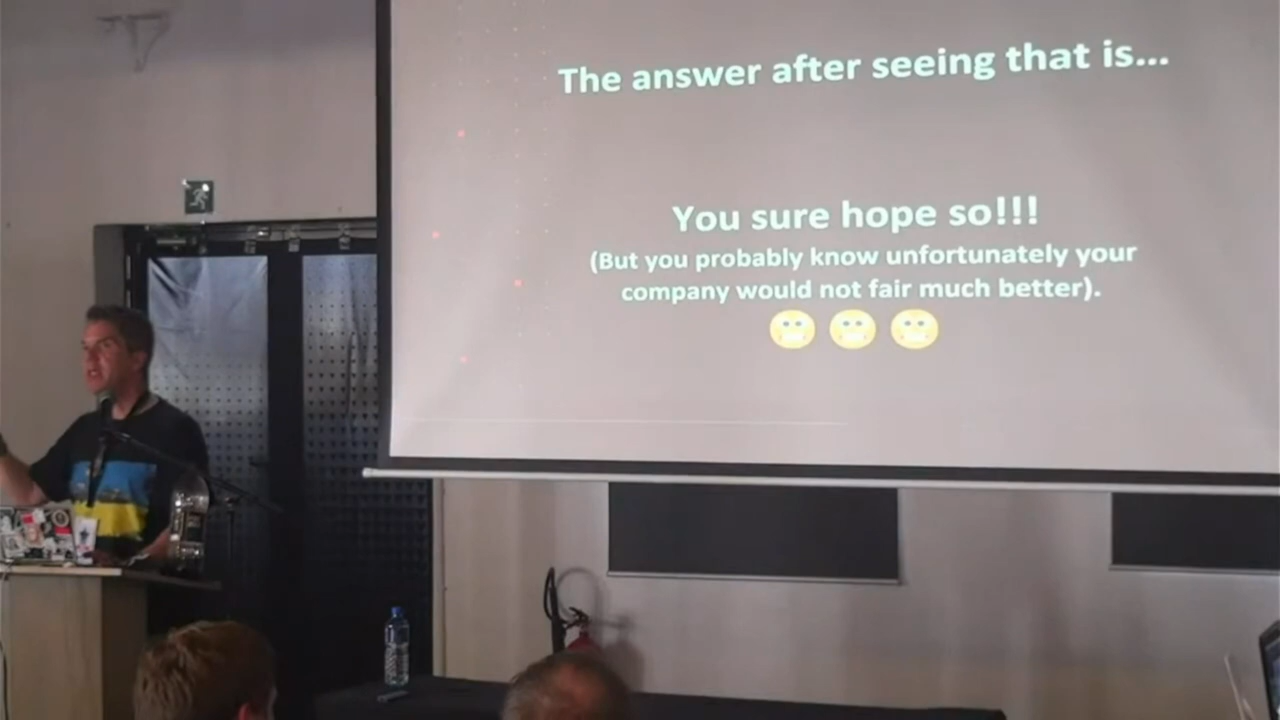 The answer after seeing that is...
You sure hope so!!!
(But you probably know unfortunately your
company would not fair much better).